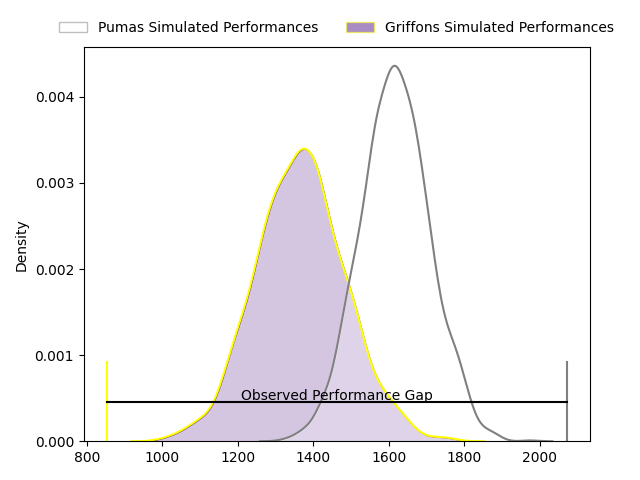 Pumas Simulated Performances
Griffons Simulated Performances
Density
0.004
0.003
0.002
0.001
0.000
Observed Performance Gap
800 1000 1200 1400 1600 1800 2000